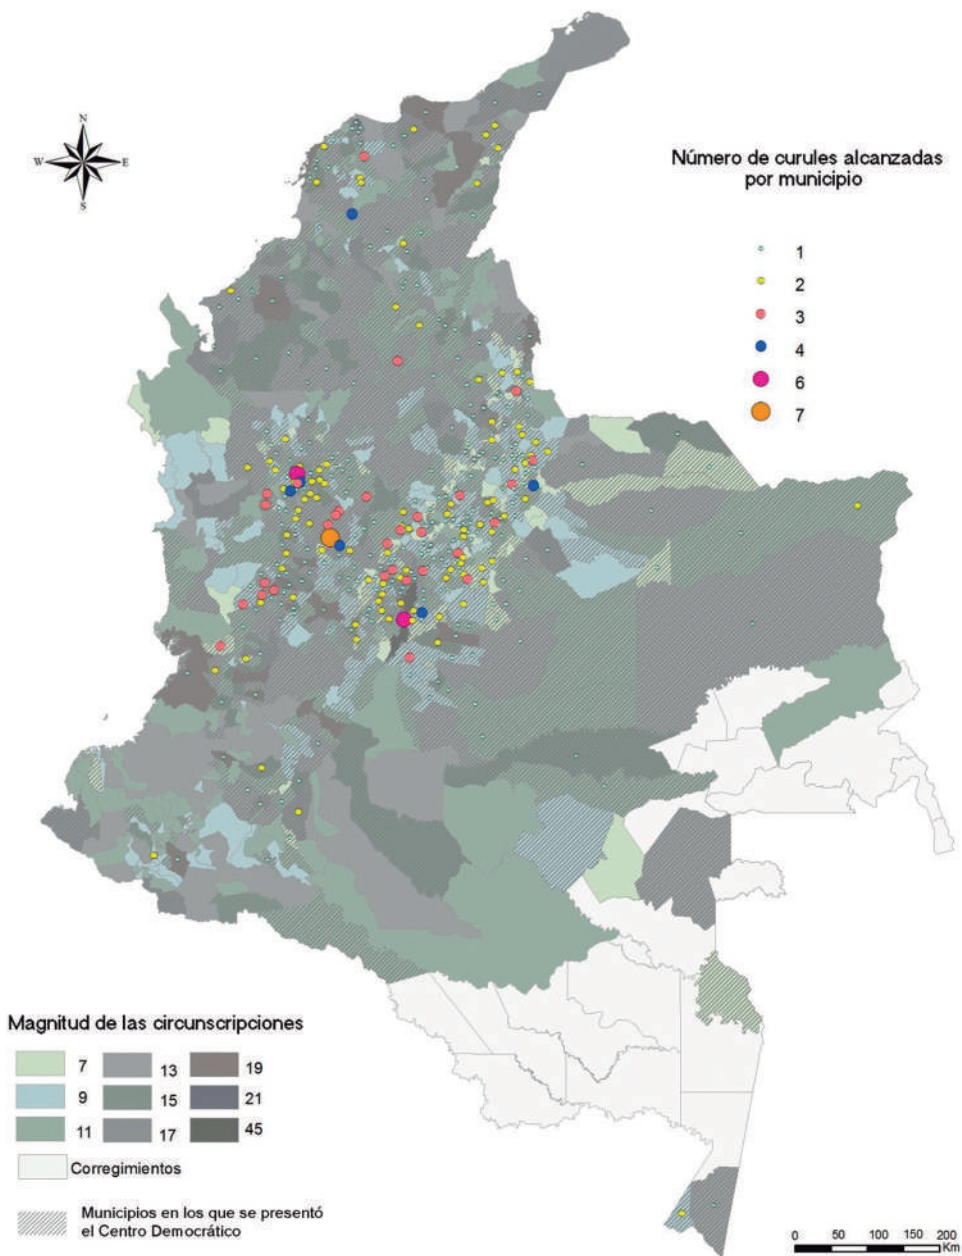 N
W E
S
Número de curules alcanzadas
por municipio
1
2
3
4
6
7
Magnitud de las circunscripciones
7 13 19
9 15 21
11 17 45
Corregimientos
Municipios en los que se presentó
el Centro Democrático
0 50 100 150 200
Km